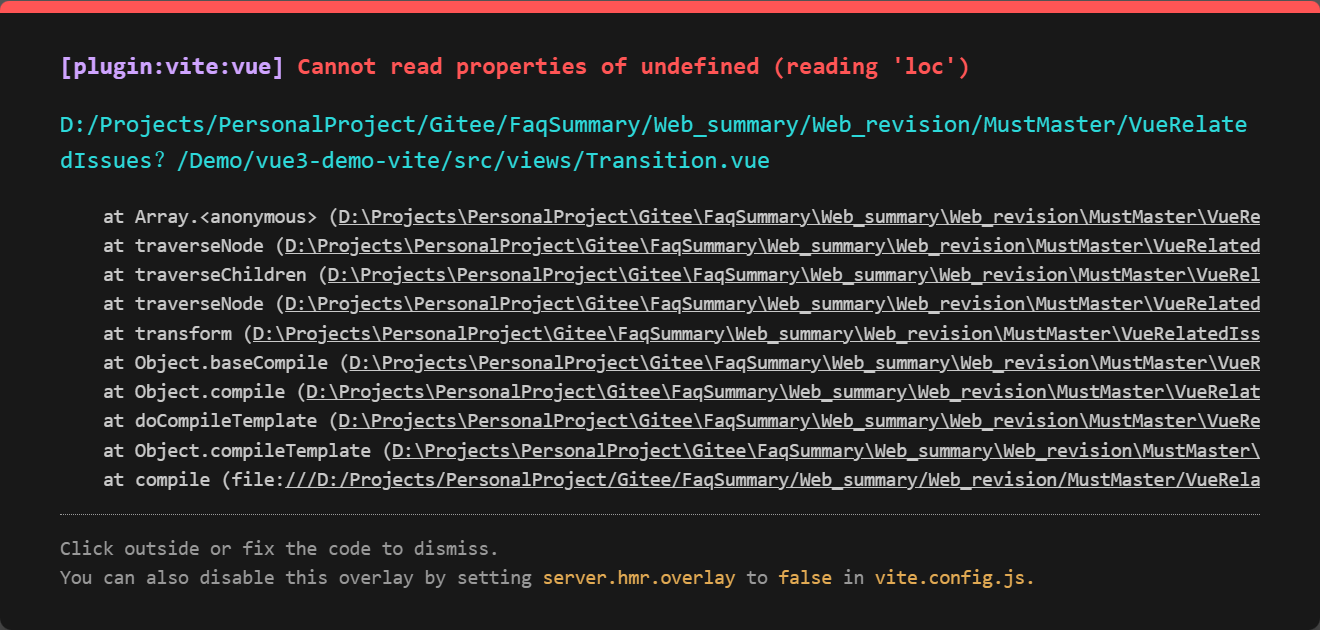 [plugin:vite:vue] Cannot read properties of undefined (reading 'loc')
D:/Projects/PersonalProject/Gitee/FaqSummary/Web_summary/Web_revision/MustMaster/VueRelate
dIssues？/Demo/vue3-demo-vite/src/views/Transition.vue
at Array.<anonymous> (D:\Projects\PersonalProject\Gitee\FaqSummary\Web_summary\Web_revision\MustMaster\VueRe
at traverseNode (D:\Projects\PersonalProject\Gitee\FaqSummary\Web_summary\Web_revision\MustMaster\VueRelated
at traverseChildren (D:\Projects\PersonalProject\Gitee\FaqSummary\Web_summary\Web_revision\MustMaster\VueRel
at traverseNode (D:\Projects\PersonalProject\Gitee\FaqSummary\Web_summary\Web_revision\MustMaster\VueRelated
at transform (D:\Projects\PersonalProject\Gitee\FaqSummary\Web_summary\Web_revision\MustMaster\VueRelatedIss
at Object.baseCompile (D:\Projects\PersonalProject\Gitee\FaqSummary\Web_summary\Web_revision\MustMaster\VueR
at Object.compile (D:\Projects\PersonalProject\Gitee\FaqSummary\Web_summary\Web_revision\MustMaster\VueRelat
at doCompileTemplate (D:\Projects\PersonalProject\Gitee\FaqSummary\Web_summary\Web_revision\MustMaster\VueRe
at Object.compileTemplate (D:\Projects\PersonalProject\Gitee\FaqSummary\Web_summary\Web_revision\MustMaster\
at compile (file:///D:/Projects/PersonalProject/Gitee/FaqSummary/Web_summary/Web_revision/MustMaster/VueRela
Click outside or fix the code to dismiss.
You can also disable this overlay by setting server.hmr.overlay to false in vite.config.js.